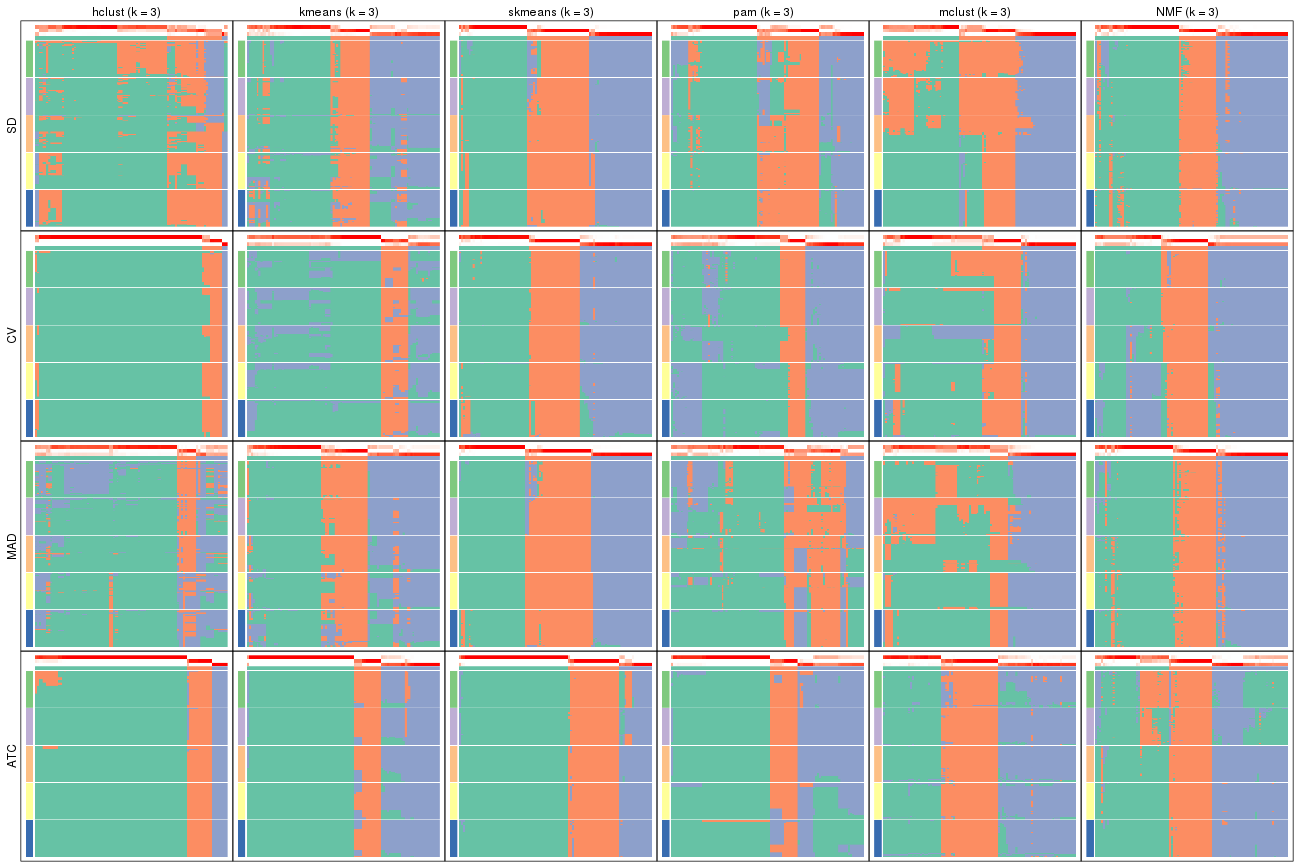 hclust (k = 3)
kmeans (k = 3)
skmeans (k = 3)
pam (k = 3)
mclust (k = 3)
NMF (k = 3)
SD
CV
MAD
ATC